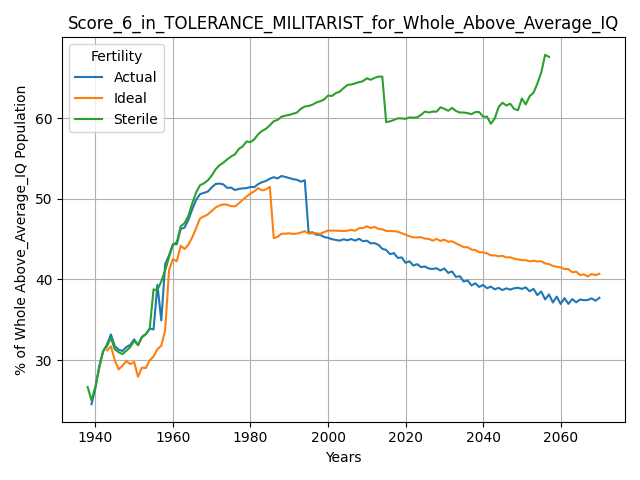 Score_6_in_TOLERANCE_MILITARIST_for_Whole_Above_Average_IQ
Fertility
Actual
Ideal
Sterile
% of Whole Above_Average_IQ Population
60
50
40
30
1940
1960
1980
2000
2020
2040
2060
Years